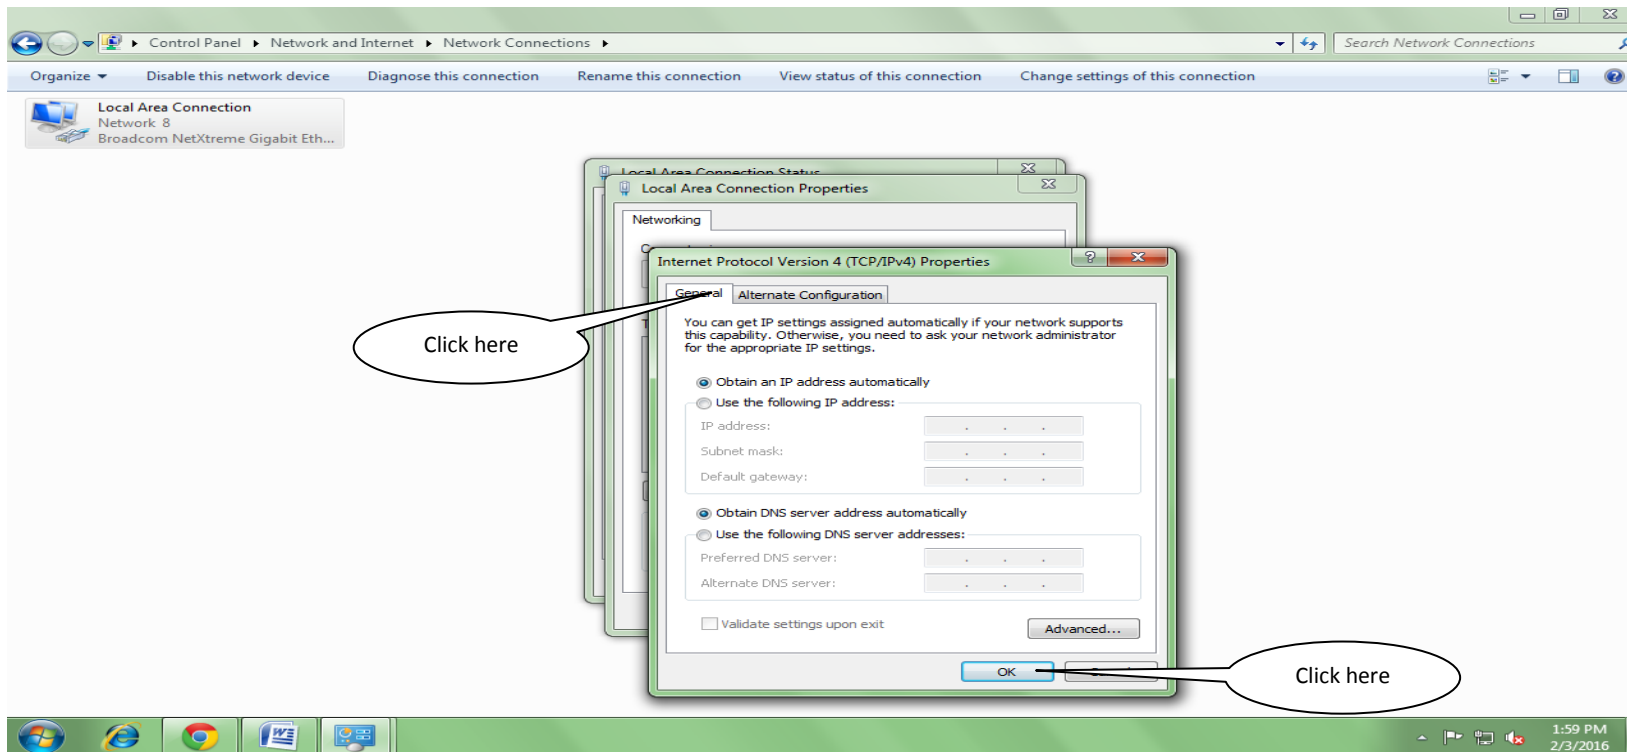 Control Panel Network and Internet Network Connections
Search Network Connections
Organize Disable this network device Diagnose this connection Rename this connection View status of this connection Change settings of this connection
Local Area Connection
Network 8
Broadcom NetXtreme Gigabit Eth...
Local Area Connection Status
Local Area Connection Properties
Networking
Internet Protocol Version 4 (TCP/IPv4) Properties
General Alternate Configuration
You can get IP settings assigned automatically if your network supports
this capability. Otherwise, you need to ask your network administrator
for the appropriate IP settings.
Click here
Obtain an IP address automatically
Use the following IP address:
IP address:
Subnet mask:
Default gateway:
Obtain DNS server address automatically
Use the following DNS server addresses:
Preferred DNS server:
Alternate DNS server:
Validate settings upon exit
Advanced...
OK
Click here
1:59 PM
2/3/2016